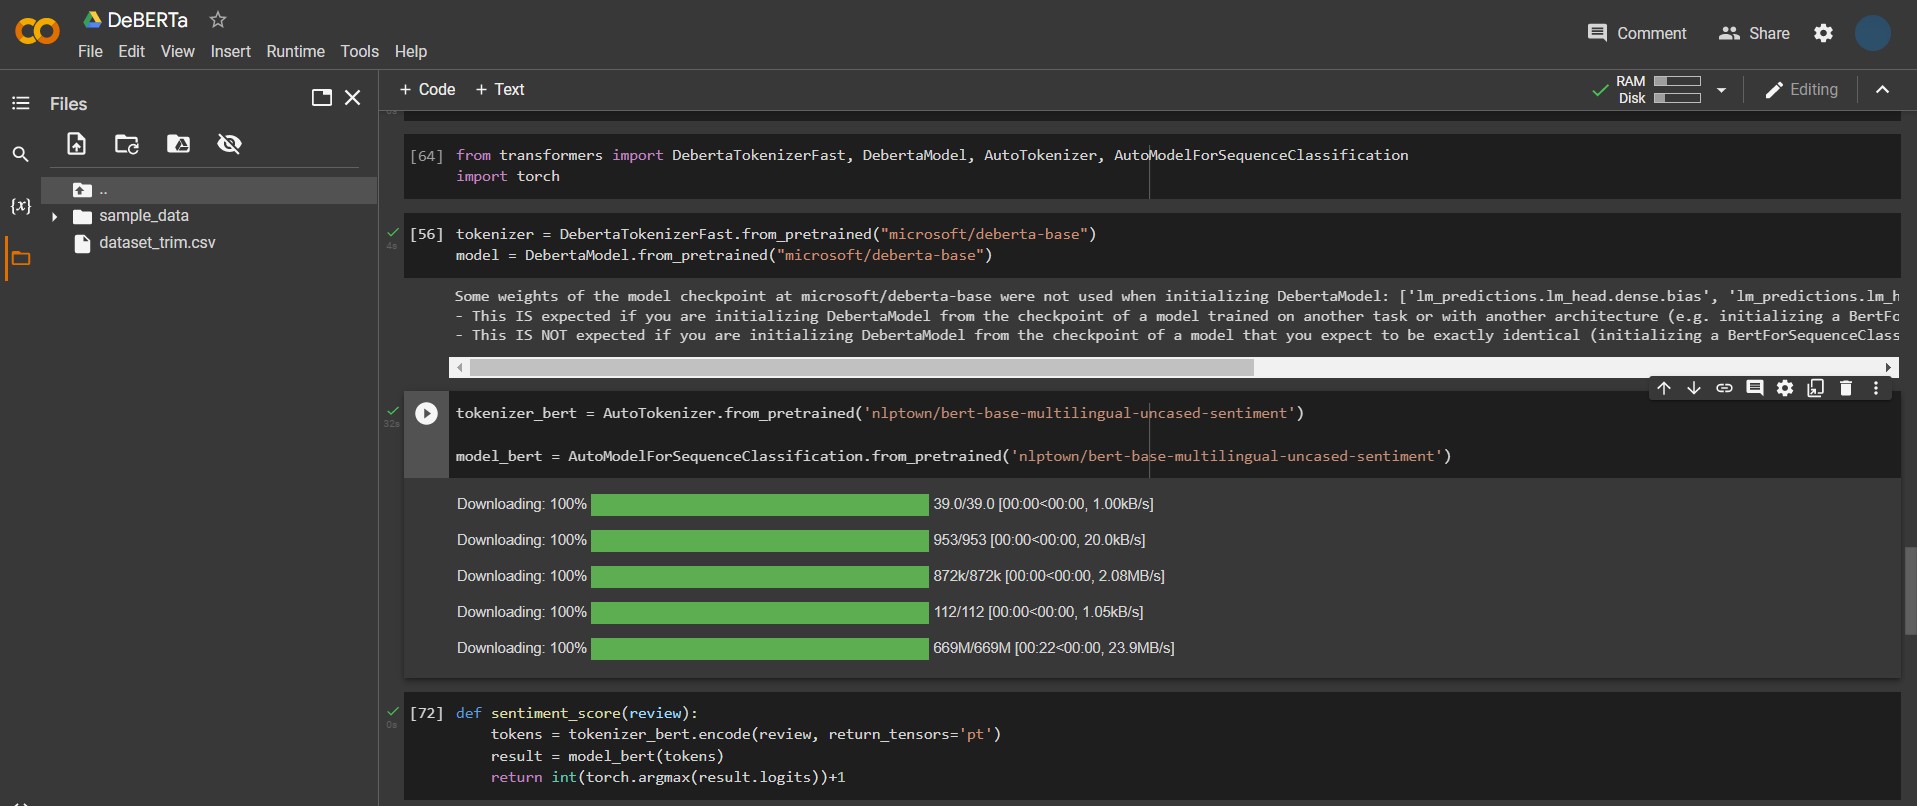 DeBERTa
File Edit View Insert Runtime Tools Help
Comment Share
Files
+ Code + Text
RAM
Disk
Editing
..
sample_data
dataset_trim.csv
{x}
[64] from transformers import DebertaTokenizerFast, DebertaModel, AutoTokenizer, AutoModelForSequenceClassification
import torch
4s
[56] tokenizer = DebertaTokenizerFast.from_pretrained("microsoft/deberta-base")
model = DebertaModel.from_pretrained("microsoft/deberta-base")
Some weights of the model checkpoint at microsoft/deberta-base were not used when initializing DebertaModel: ['lm_predictions.lm_head.dense.bias', 'lm_predictions.lm_h
- This IS expected if you are initializing DebertaModel from the checkpoint of a model trained on another task or with another architecture (e.g. initializing a BertFo
- This IS NOT expected if you are initializing DebertaModel from the checkpoint of a model that you expect to be exactly identical (initializing a BertForSequenceClass
32s
tokenizer_bert = AutoTokenizer.from_pretrained('nlptown/bert-base-multilingual-uncased-sentiment')
model_bert = AutoModelForSequenceClassification.from_pretrained('nlptown/bert-base-multilingual-uncased-sentiment')
Downloading: 100% 39.0/39.0 [00:00<00:00, 1.00kB/s]
Downloading: 100% 953/953 [00:00<00:00, 20.0kB/s]
Downloading: 100% 872k/872k [00:00<00:00, 2.08MB/s]
Downloading: 100% 112/112 [00:00<00:00, 1.05kB/s]
Downloading: 100% 669M/669M [00:22<00:00, 23.9MB/s]
0s
[72] def sentiment_score(review):
tokens = tokenizer_bert.encode(review, return_tensors='pt')
result = model_bert(tokens)
return int(torch.argmax(result.logits))+1